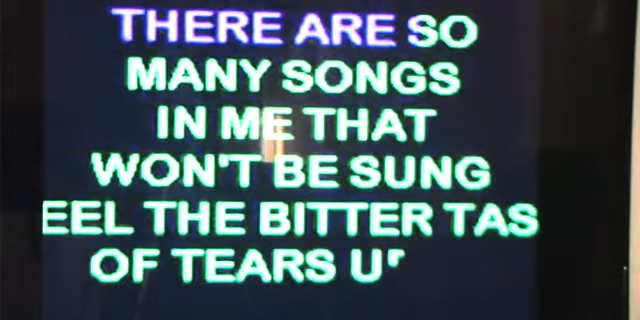 THERE ARE SO
MANY SONGS
IN ME THAT
WON'T BE SUNG
EEL THE BITTER TAS
OF TEARS